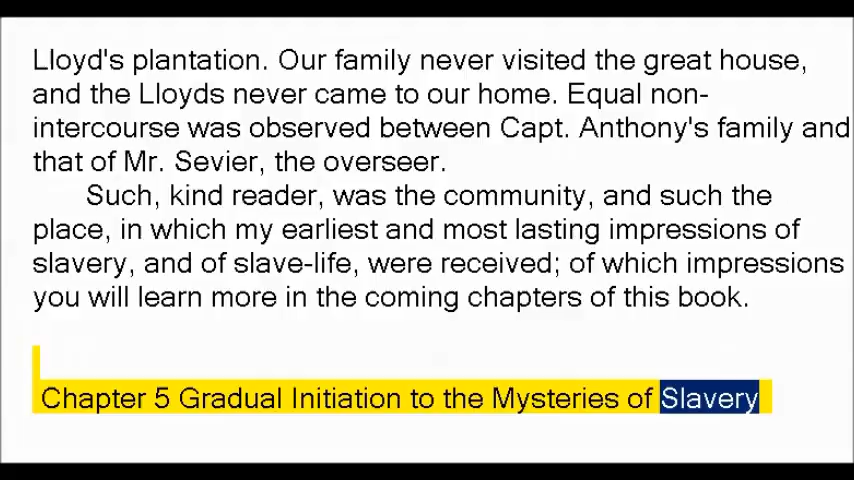 Lloyd's plantation. Our family never visited the great house,
and the Lloyds never came to our home. Equal non-
intercourse was observed between Capt. Anthony's family and
that of Mr. Sevier, the overseer.
Such, kind reader, was the community, and such the
place, in which my earliest and most lasting impressions of
slavery, and of slave-life, were received; of which impressions
you will learn more in the coming chapters of this book.
Chapter 5 Gradual Initiation to the Mysteries of Slavery